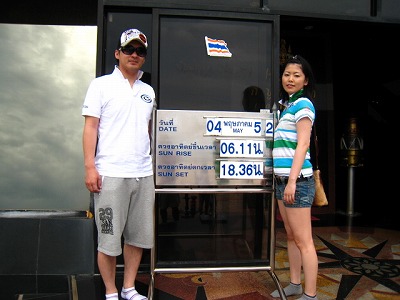 วันที่ 04 พฤษภาคม 52
DATE MAY
ดวงอาทิตย์ขึ้นเวลา 06.11น.
SUN RISE
ดวงอาทิตย์ตกเวลา 18.36น.
SUN SET